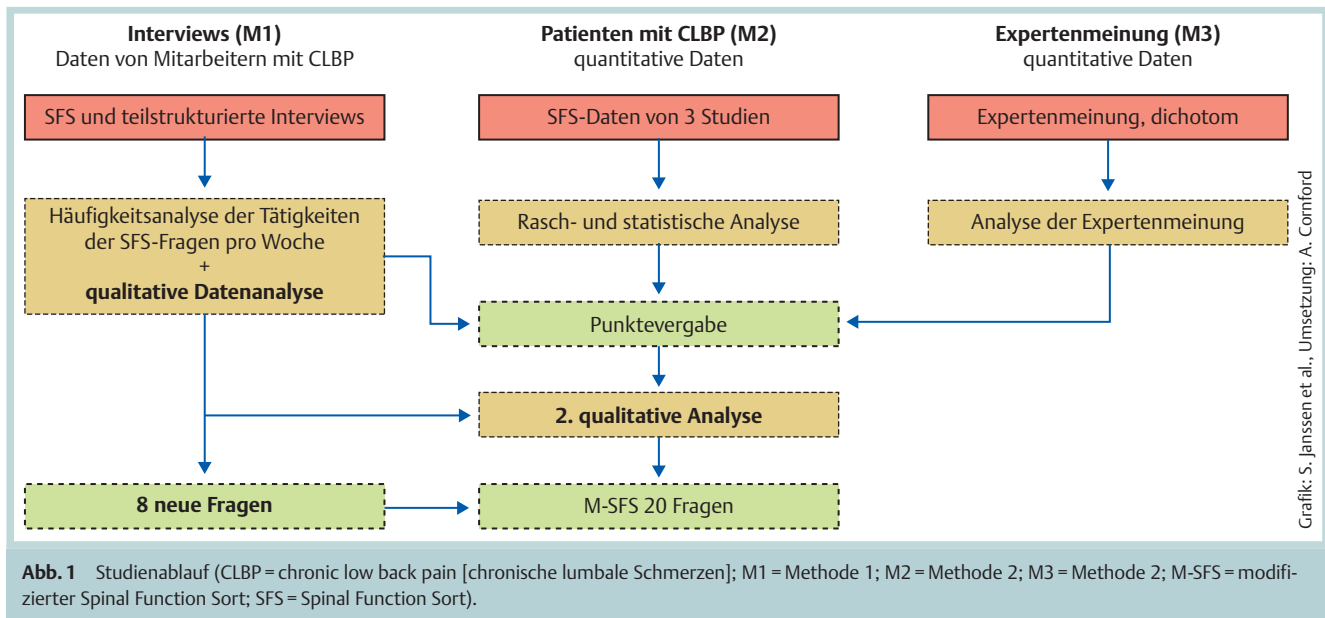 Interviews (M1)
Daten von Mitarbeitern mit CLBP
Patienten mit CLBP (M2)
quantitative Daten
Expertenmeinung (M3)
quantitative Daten
SFS und teilstrukturierte Interviews
SFS-Daten von 3 Studien
Expertenmeinung, dichotom
Häufigkeitsanalyse der Tätigkeiten
der SFS-Fragen pro Woche
+
qualitative Datenanalyse
Rasch- und statistische Analyse
Analyse der Expertenmeinung
Punktevergabe
2. qualitative Analyse
8 neue Fragen
M-SFS 20 Fragen
Grafik: S. Janssen et al., Umsetzung: A. Cornford
Abb. 1 Studienablauf (CLBP = chronic low back pain [chronische lumbale Schmerzen]; M1 = Methode 1; M2 = Methode 2; M3 = Methode 2; M-SFS = modifi-
zierter Spinal Function Sort; SFS = Spinal Function Sort).